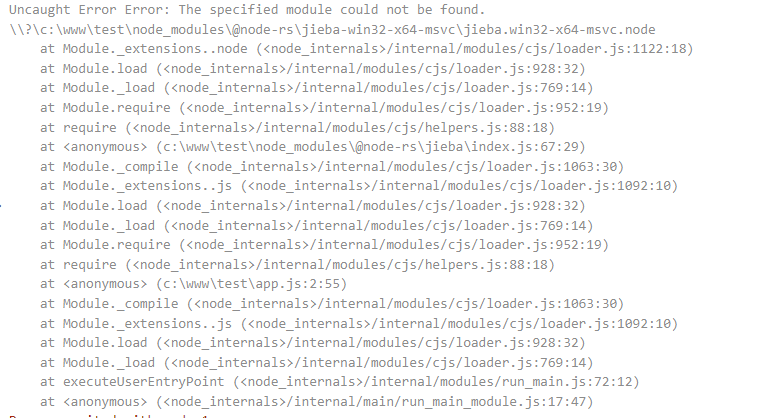 Uncaught Error Error: The specified module could not be found.
\\?\c:\www\test\node_modules\@node-rs\jieba-win32-x64-msvc\jieba.win32-x64-msvc.node
    at Module._extensions..node (<node_internals>/internal/modules/cjs/loader.js:1122:18)
    at Module.load (<node_internals>/internal/modules/cjs/loader.js:928:32)
    at Module._load (<node_internals>/internal/modules/cjs/loader.js:769:14)
    at Module.require (<node_internals>/internal/modules/cjs/loader.js:952:19)
    at require (<node_internals>/internal/modules/cjs/helpers.js:88:18)
    at <anonymous> (c:\www\test\node_modules\@node-rs\jieba\index.js:67:29)
    at Module._compile (<node_internals>/internal/modules/cjs/loader.js:1063:30)
    at Module._extensions..js (<node_internals>/internal/modules/cjs/loader.js:1092:10)
    at Module.load (<node_internals>/internal/modules/cjs/loader.js:928:32)
    at Module._load (<node_internals>/internal/modules/cjs/loader.js:769:14)
    at Module.require (<node_internals>/internal/modules/cjs/loader.js:952:19)
    at require (<node_internals>/internal/modules/cjs/helpers.js:88:18)
    at <anonymous> (c:\www\test\app.js:2:55)
    at Module._compile (<node_internals>/internal/modules/cjs/loader.js:1063:30)
    at Module._extensions..js (<node_internals>/internal/modules/cjs/loader.js:1092:10)
    at Module.load (<node_internals>/internal/modules/cjs/loader.js:928:32)
    at Module._load (<node_internals>/internal/modules/cjs/loader.js:769:14)
    at executeUserEntryPoint (<node_internals>/internal/modules/run_main.js:72:12)
    at <anonymous> (<node_internals>/internal/main/run_main_module.js:17:47)